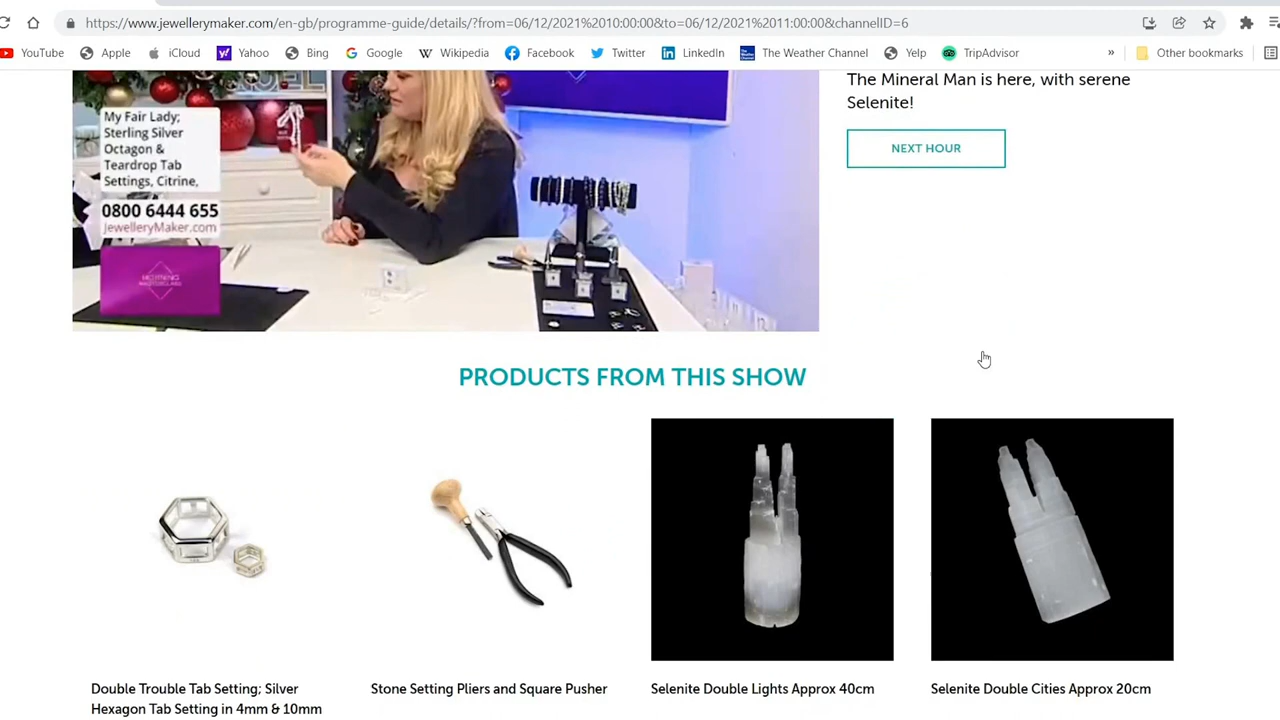 https://www.jewellerymaker.com/en-gb/programme-guide/details/?from=06/12/2021%2010:00:00&to=06/12/2021%2011:00:00&channelID=6
YouTube Apple iCloud Yahoo Bing Google Wikipedia Facebook Twitter LinkedIn The Weather Channel Yelp TripAdvisor » Other bookmarks
The Mineral Man is here, with serene
Selenite!
NEXT HOUR
My Fair Lady;
Sterling Silver
Octagon &
Teardrop Tab
Settings, Citrine,
0800 6444 655
JewelleryMaker.com
MORNING
MASTERCLASS
PRODUCTS FROM THIS SHOW
Double Trouble Tab Setting; Silver
Hexagon Tab Setting in 4mm & 10mm
Stone Setting Pliers and Square Pusher
Selenite Double Lights Approx 40cm
Selenite Double Cities Approx 20cm